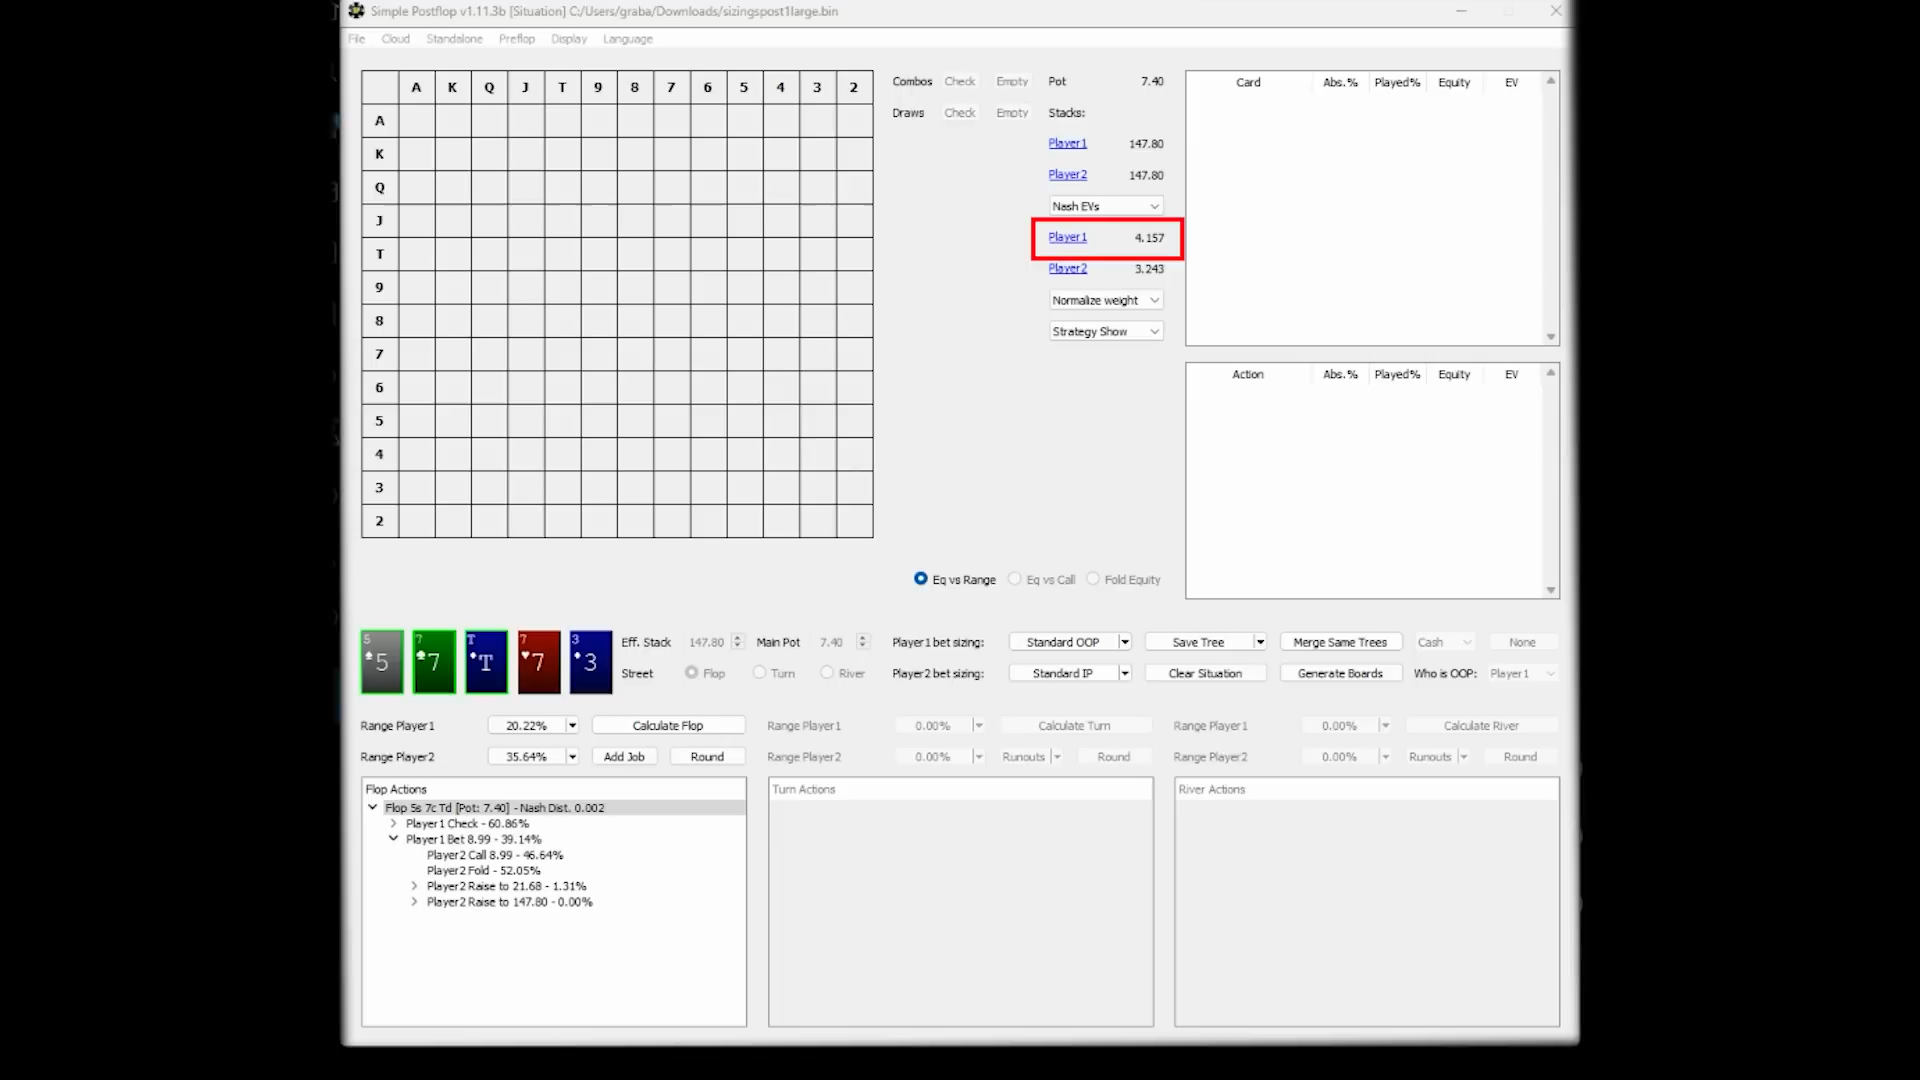 Simple Postflop v1.11.3b [Situation] C:/Users/graba/Downloads/sizingspost1large.bin
File Cloud Standalone Preflop Display Language
A K Q J T 9 8 7 6 5 4 3 2
A
K
Q
J
T
9
8
7
6
5
4
3
2
Combos Check Empty
Draws Check Empty
Pot 7.40
Stacks:
Player1 147.80
Player2 147.80
Nash EVs
Player1 4.157
Player2 3.243
Normalize weight
Strategy Show
Card Abs.% Played% Equity EV
Action Abs.% Played% Equity EV
Eq vs Range Eq vs Call Fold Equity
5 ♠5 7 ♣7 T ♦T 7 ♥7 3 ♦3
Eff. Stack 147.80 Main Pot 7.40 Player1 bet sizing: Standard OOP Save Tree Merge Same Trees Cash None
Street Flop Turn River Player2 bet sizing: Standard IP Clear Situation Generate Boards Who is OOP: Player1
Range Player1 20.22% Calculate Flop Range Player1 0.00% Calculate Turn Range Player1 0.00% Calculate River
Range Player2 35.64% Add Job Round Range Player2 0.00% Runouts Round Range Player2 0.00% Runouts Round
Flop Actions
Flop 5s 7c Td [Pot: 7.40] - Nash Dist. 0.002
Player1 Check - 60.86%
Player1 Bet 8.99 - 39.14%
Player2 Call 8.99 - 46.64%
Player2 Fold - 52.05%
Player2 Raise to 21.68 - 1.31%
Player2 Raise to 147.80 - 0.00%
Turn Actions
River Actions